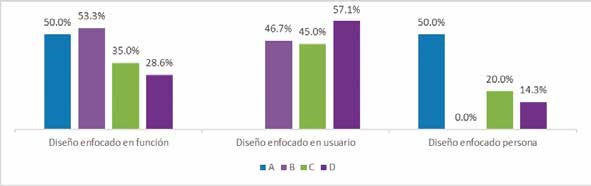 50.0%
53.3%
35.0%
28.6%
46.7%
45.0%
57.1%
50.0%
0.0%
20.0%
14.3%
Diseño enfocado en función
Diseño enfocado en usuario
Diseño enfocado persona
A B C D